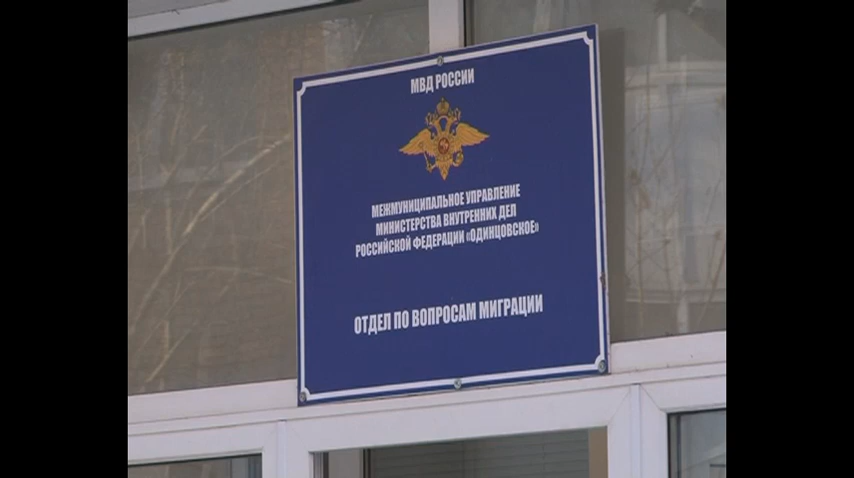 МВД РОССИИ
МЕЖМУНИЦИПАЛЬНОЕ УПРАВЛЕНИЕ
МИНИСТЕРСТВА ВНУТРЕННИХ ДЕЛ
РОССИЙСКОЙ ФЕДЕРАЦИИ «ОДИНЦОВСКОЕ»
ОТДЕЛ ПО ВОПРОСАМ МИГРАЦИИ